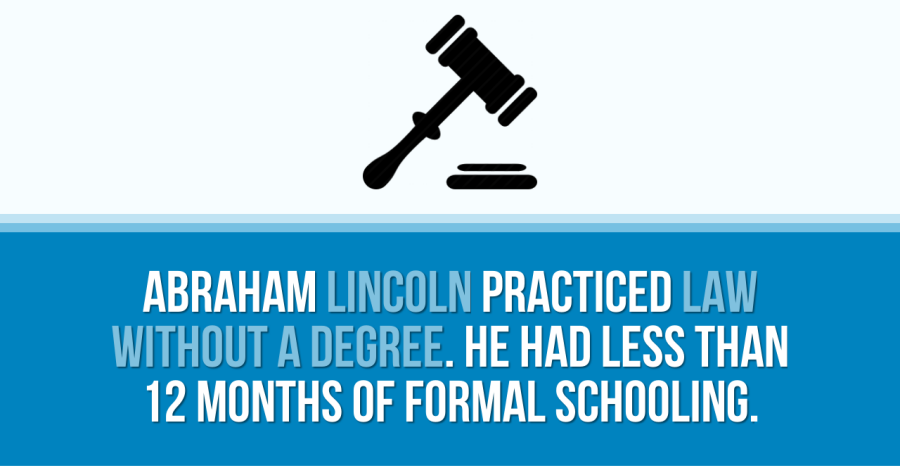 ABRAHAM LINCOLN PRACTICED LAW
WITHOUT A DEGREE. HE HAD LESS THAN
12 MONTHS OF FORMAL SCHOOLING.